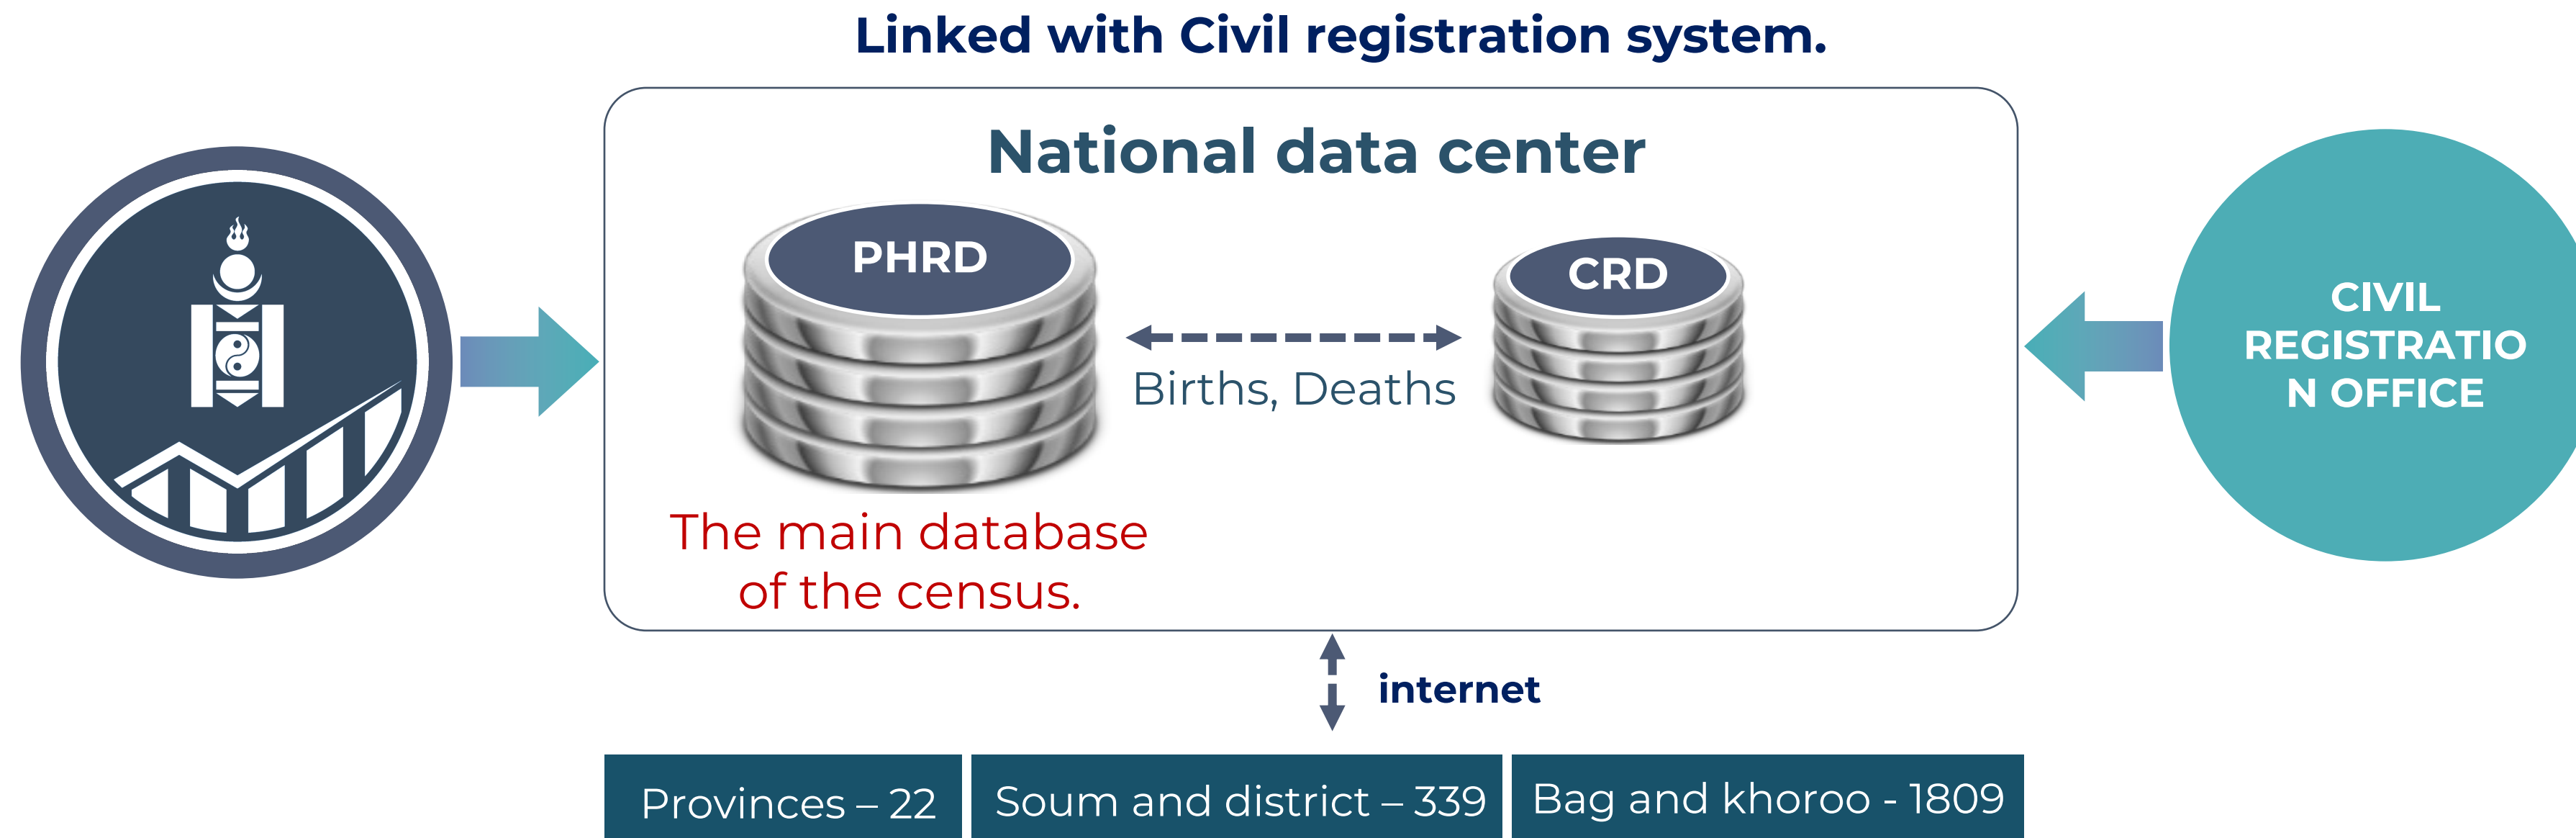 Linked with Civil registration system.
National data center
PHRD
CRD
Births, Deaths
The main database
of the census.
CIVIL
REGISTRATIO
N OFFICE
internet
Provinces – 22
Soum and district – 339
Bag and khoroo - 1809